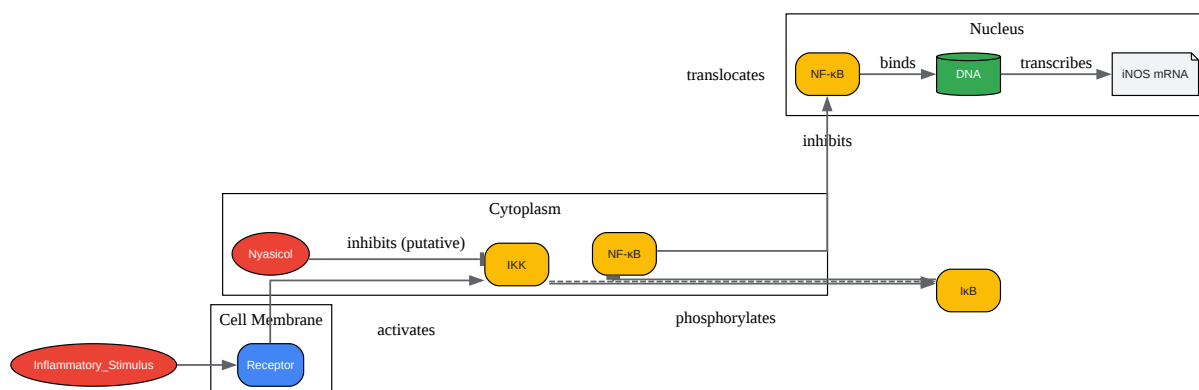 Nucleus
translocates
NF-κB
binds
DNA
transcribes
iNOS mRNA
inhibits
Cytoplasm
Nyasicol
inhibits (putative)
IKK
NF-κB
IκB
Cell Membrane
activates
phosphorylates
Inflammatory_Stimulus
Receptor